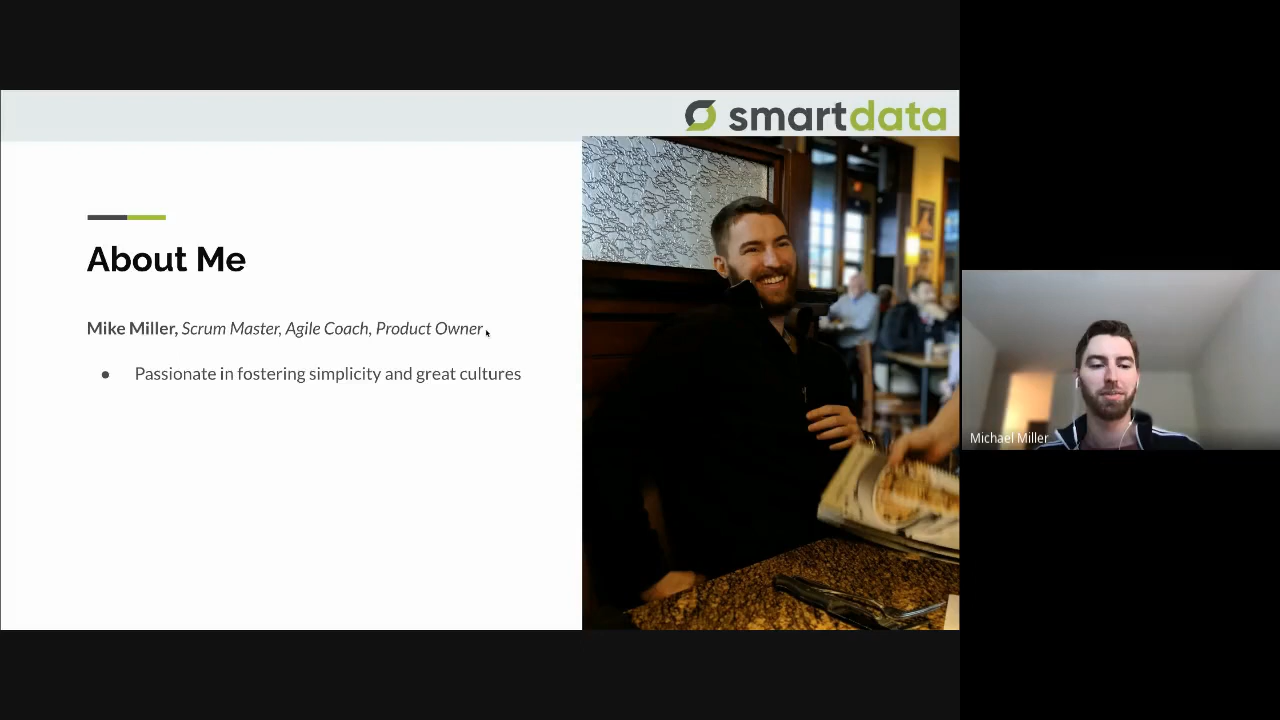 smartdata
About Me
Mike Miller, Scrum Master, Agile Coach, Product Owner
● Passionate in fostering simplicity and great cultures
Michael Miller